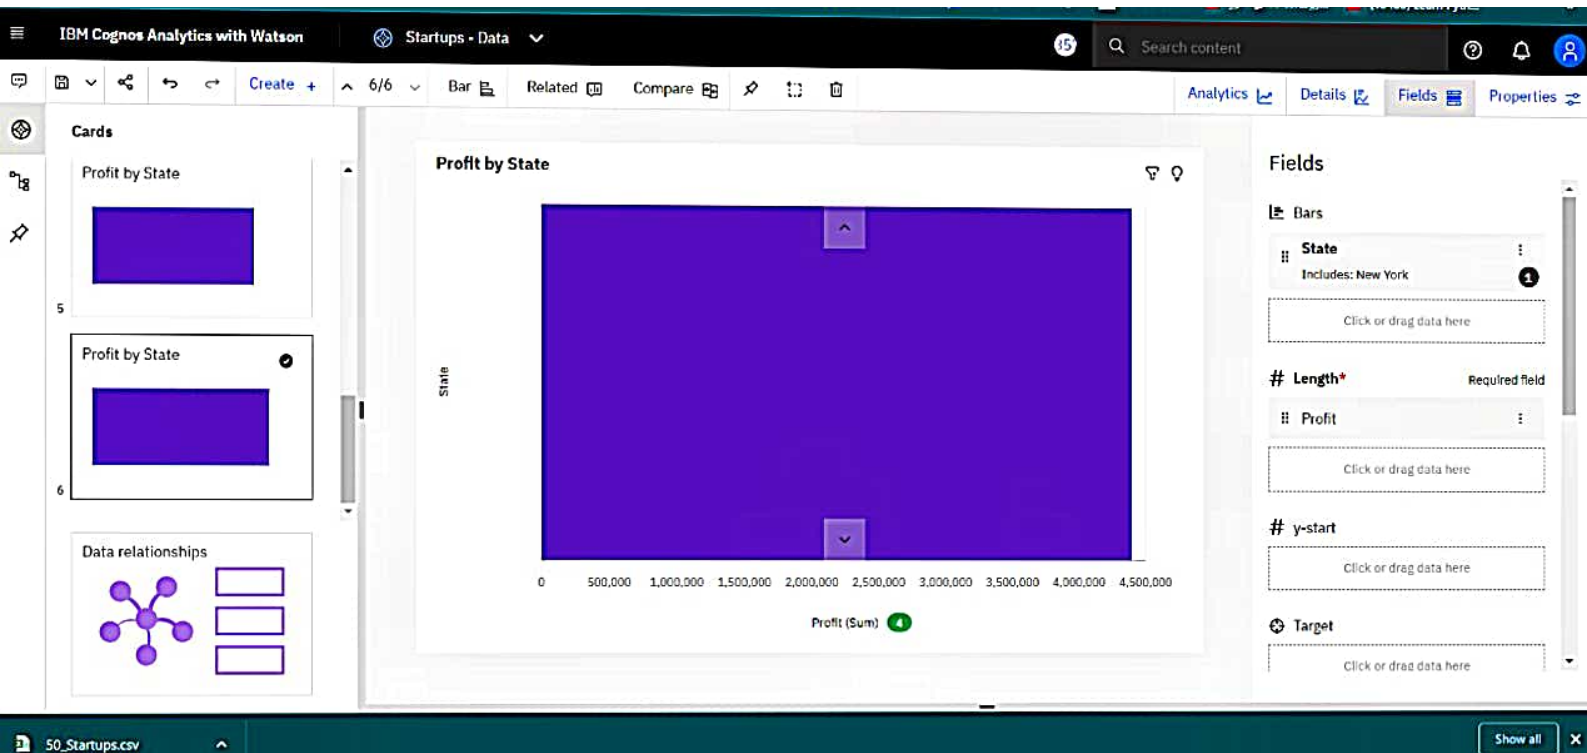 IBM Cognos Analytics with Watson
Startups - Data
Search content
Create +
6/6
Bar
Related
Compare
Analytics
Details
Fields
Properties
Cards
Profit by State
5
Profit by State
6
Data relationships
Profit by State
State
0 500,000 1,000,000 1,500,000 2,000,000 2,500,000 3,000,000 3,500,000 4,000,000 4,500,000
Profit (Sum) 4
Fields
Bars
State
Includes: New York
1
Click or drag data here
# Length*
Required field
Profit
Click or drag data here
# y-start
Click or drag data here
Target
Click or drag data here
50_Startups.csv
Show all X